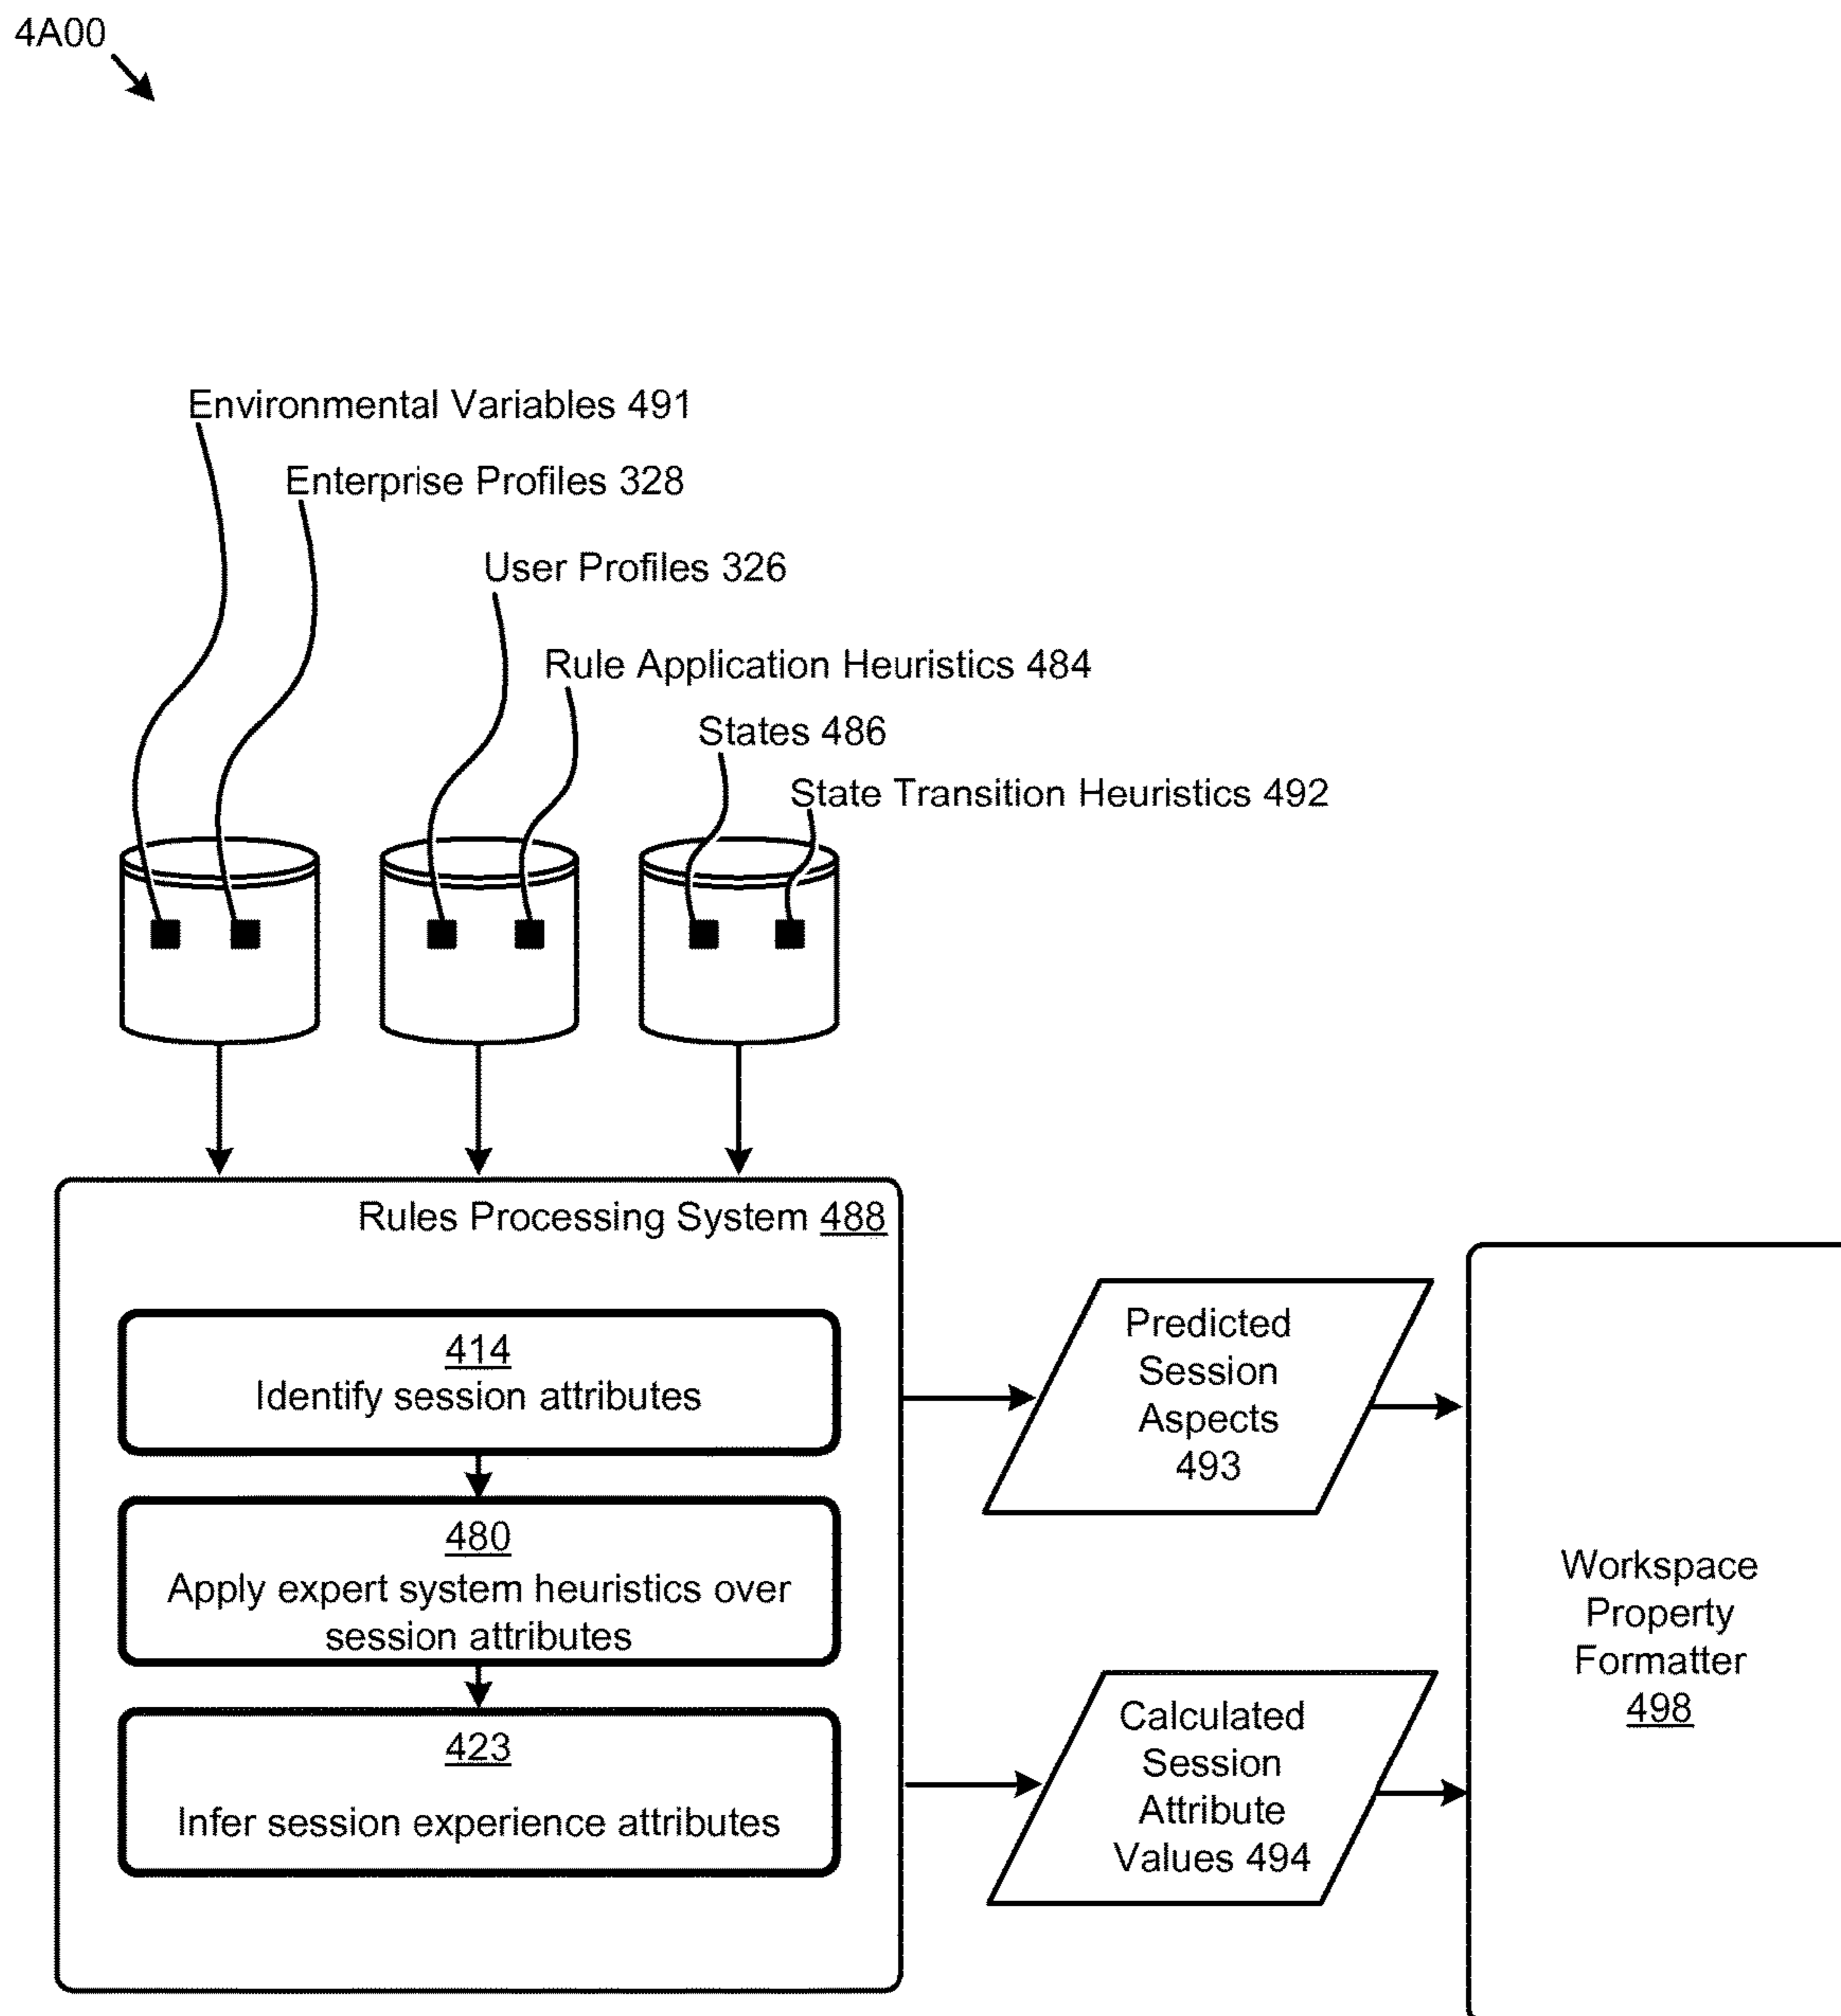 4A00
Environmental Variables 491
Enterprise Profiles 328
User Profiles 326
Rule Application Heuristics 484
States 486
State Transition Heuristics 492
Rules Processing System 488
414
Identify session attributes
480
Apply expert system heuristics over
session attributes
423
Infer session experience attributes
Predicted
Session
Aspects
493
Calculated
Session
Attribute
Values 494
Workspace
Property
Formatter
498